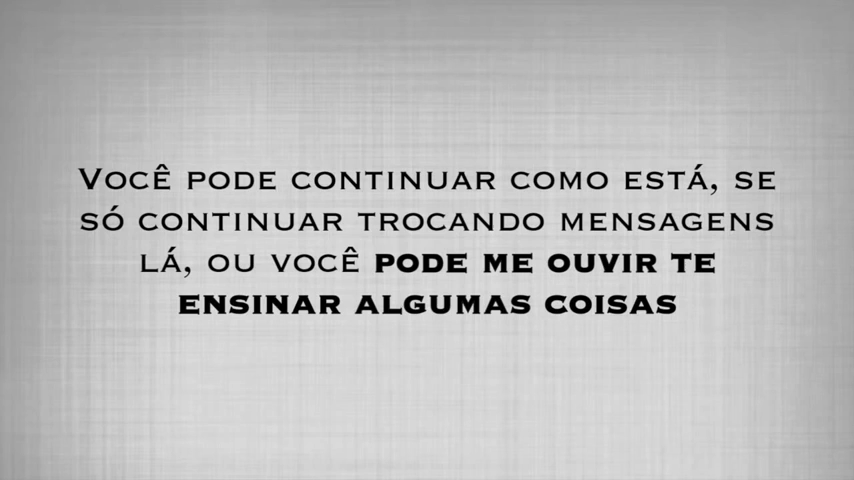 Você pode continuar como está, se
só continuar trocando mensagens
lá, ou você pode me ouvir te
ensinar algumas coisas